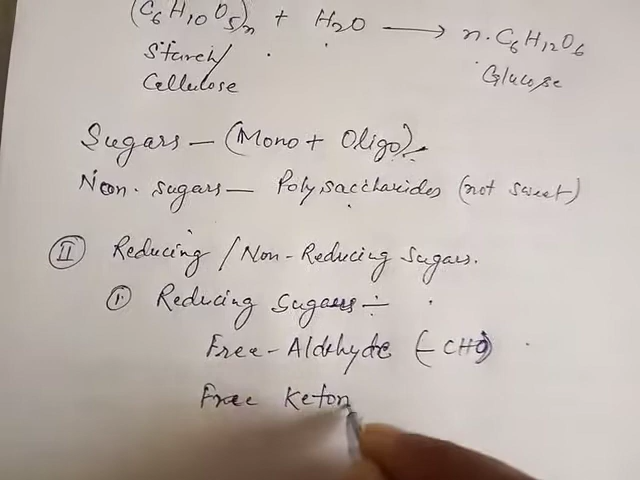 (C6H10O5)n + H2O → n.C6H12O6
Starch/ Glucose
Cellulose
Sugars — (Mono + Oligo)
Non. sugars — Polysaccharides (not sweet)
II Reducing / Non-Reducing Sugars.
① Reducing Sugars :-
Free - Aldehyde (-CHO)
Free Keton